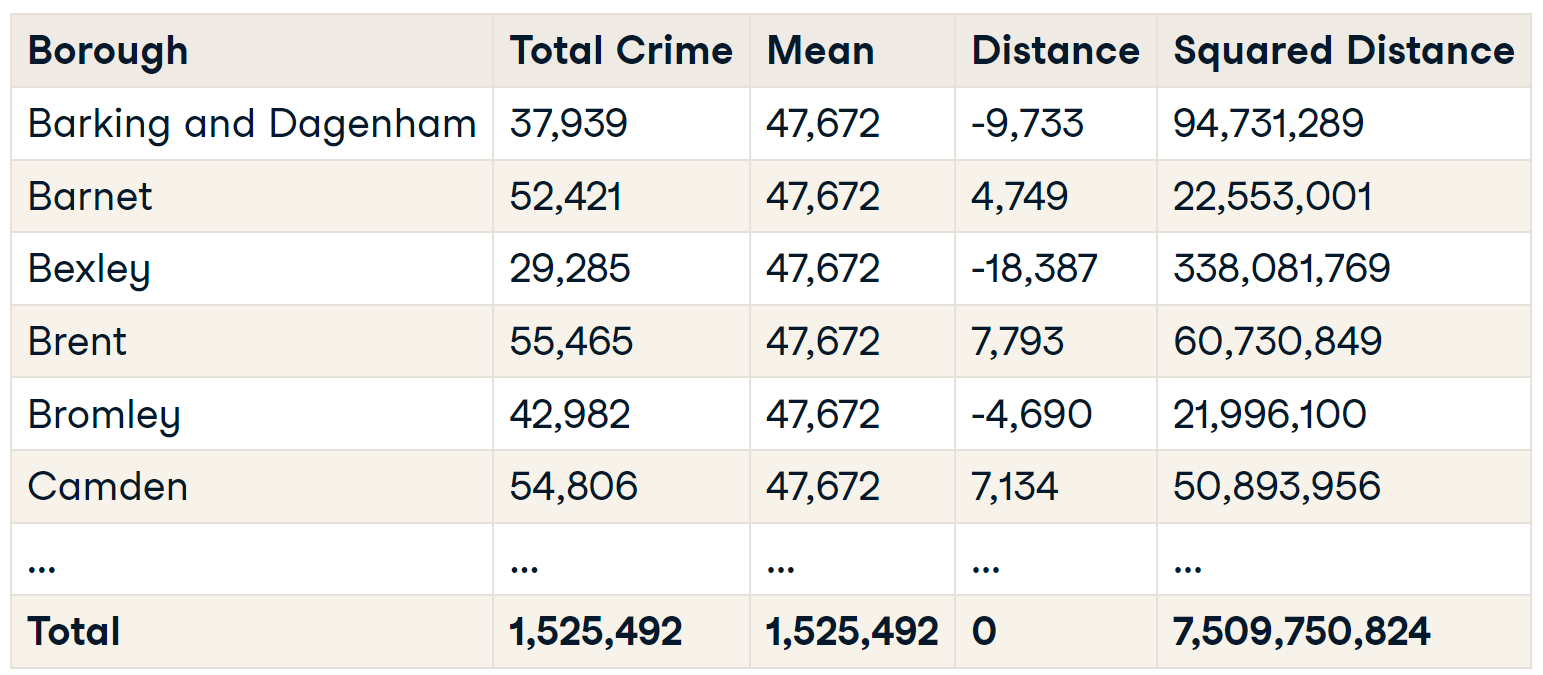 Borough Total Crime Mean Distance Squared Distance
Barking and Dagenham 37,939 47,672 -9,733 94,731,289
Barnet 52,421 47,672 4,749 22,553,001
Bexley 29,285 47,672 -18,387 338,081,769
Brent 55,465 47,672 7,793 60,730,849
Bromley 42,982 47,672 -4,690 21,996,100
Camden 54,806 47,672 7,134 50,893,956
... ... ... ... ...
Total 1,525,492 1,525,492 0 7,509,750,824